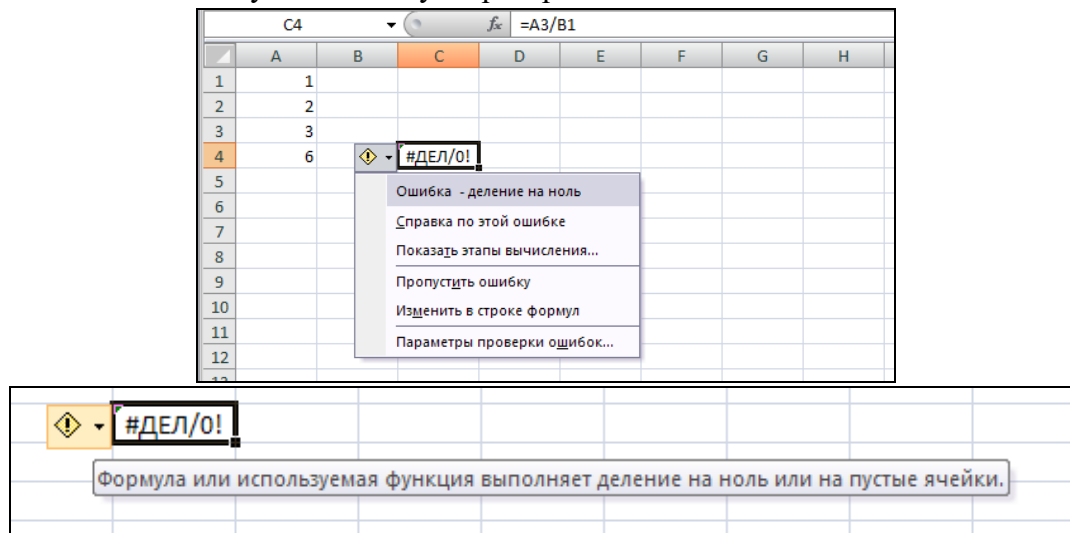 C4 fx =A3/B1
A B C D E F G H
1 1
2 2
3 3
4 6 #ДЕЛ/0!
5
Ошибка - деление на ноль
6
Справка по этой ошибке
7
8 Показать этапы вычисления...
9 Пропустить ошибку
10 Изменить в строке формул
11
Параметры проверки ошибок...
12
#ДЕЛ/0!
Формула или используемая функция выполняет деление на ноль или на пустые ячейки.